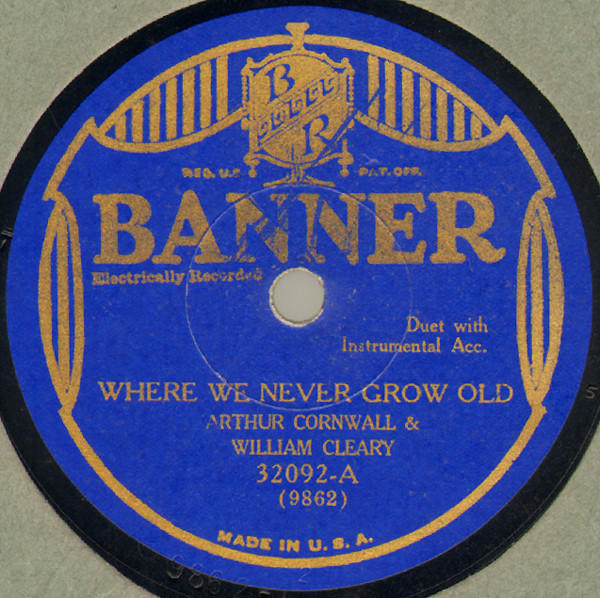 B
R
REG. U.S. PAT. OFF.
BANNER
Electrically Recorded
Duet with
Instrumental Acc.
WHERE WE NEVER GROW OLD
ARTHUR CORNWALL &
WILLIAM CLEARY
32092-A
(9862)
MADE IN U. S. A.